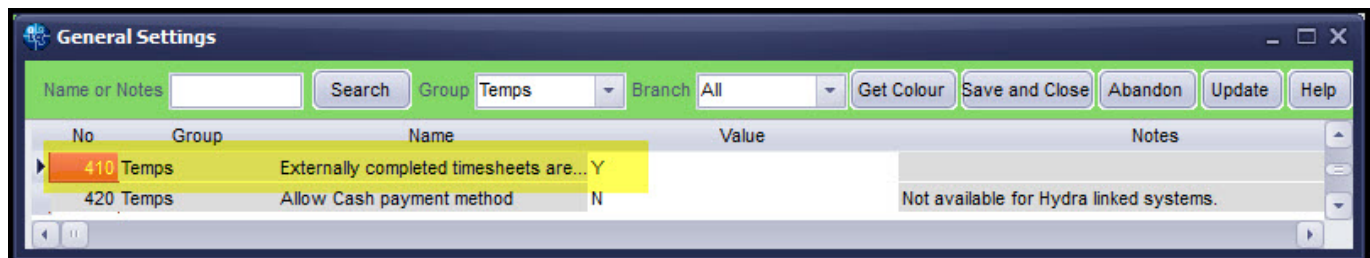 General Settings
Name or Notes Search Group Temps Branch All Get Colour Save and Close Abandon Update Help
No Group Name Value Notes
410 Temps Externally completed timesheets are... Y
420 Temps Allow Cash payment method N Not available for Hydra linked systems.